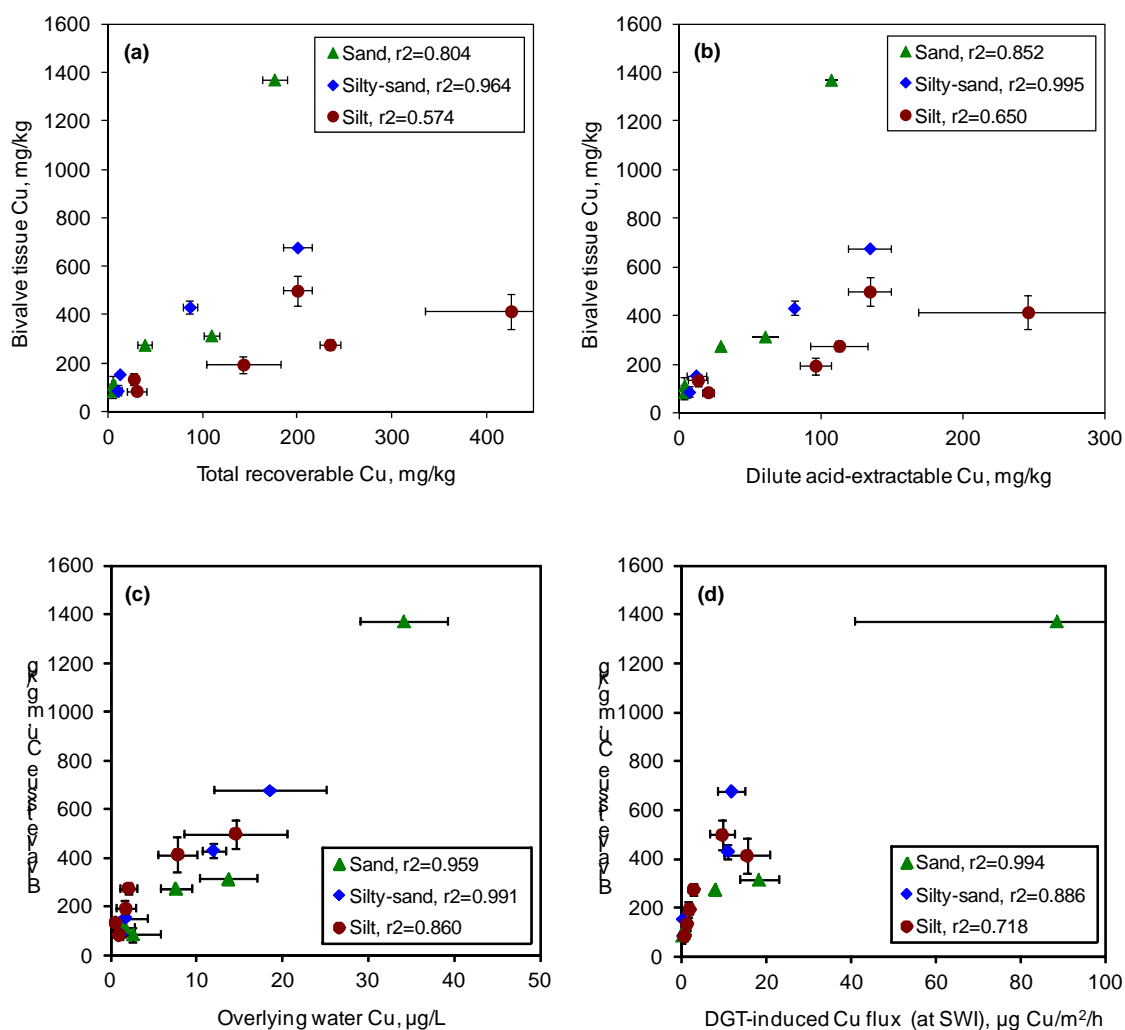 (a)
Sand, r2=0.804
Silty-sand, r2=0.964
Silt, r2=0.574
1600
1400
1200
1000
800
600
400
200
0
Bivalve tissue Cu, mg/kg
0 100 200 300 400
Total recoverable Cu, mg/kg
(b)
Sand, r2=0.852
Silty-sand, r2=0.995
Silt, r2=0.650
1600
1400
1200
1000
800
600
400
200
0
Bivalve tissue Cu, mg/kg
0 100 200 300
Dilute acid-extractable Cu, mg/kg
(c)
1600
1400
1200
1000
800
600
400
200
0
Sand, r2=0.959
Silty-sand, r2=0.991
Silt, r2=0.860
0 10 20 30 40 50
Overlying water Cu, µg/L
(d)
1600
1400
1200
1000
800
600
400
200
0
Sand, r2=0.994
Silty-sand, r2=0.886
Silt, r2=0.718
0 20 40 60 80 100
DGT-induced Cu flux (at SWI), µg Cu/m²/h